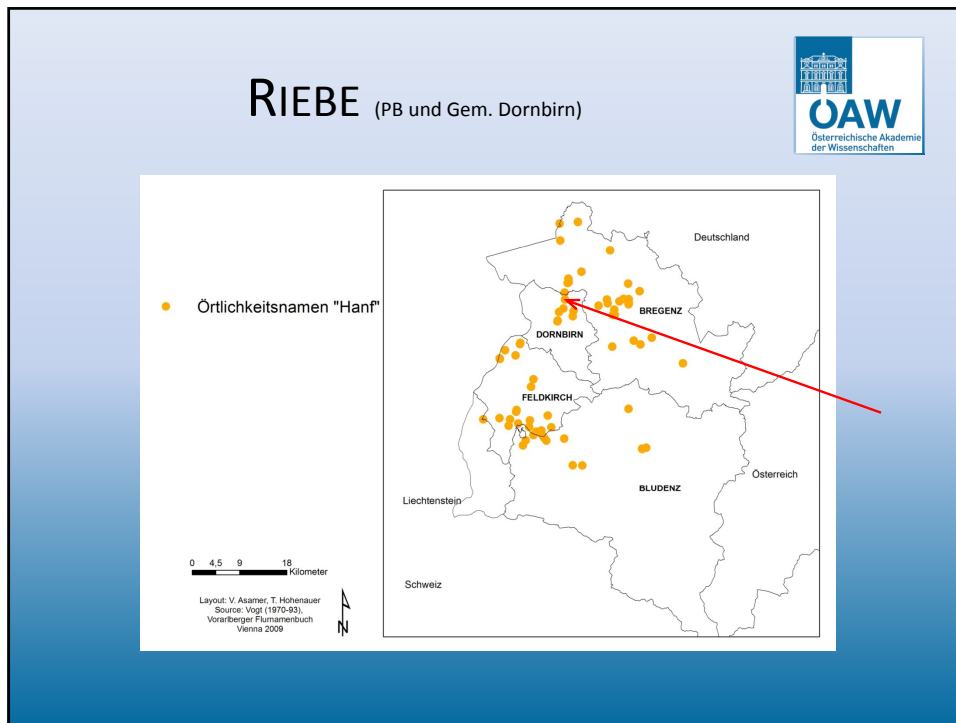 RIEBE (PB und Gem. Dornbirn)
ÖAW
Österreichische Akademie
der Wissenschaften
Örtlichkeitsnamen "Hanf"
Deutschland
BREGENZ
DORNBIRN
FELDKIRCH
Österreich
BLUDENZ
Liechtenstein
Schweiz
0 4,5 9 18
Kilometer
Layout: V. Asamer, T. Hohenauer
Source: Vogt (1970-93),
Vorarlberger Flurnamenbuch
Vienna 2009
N